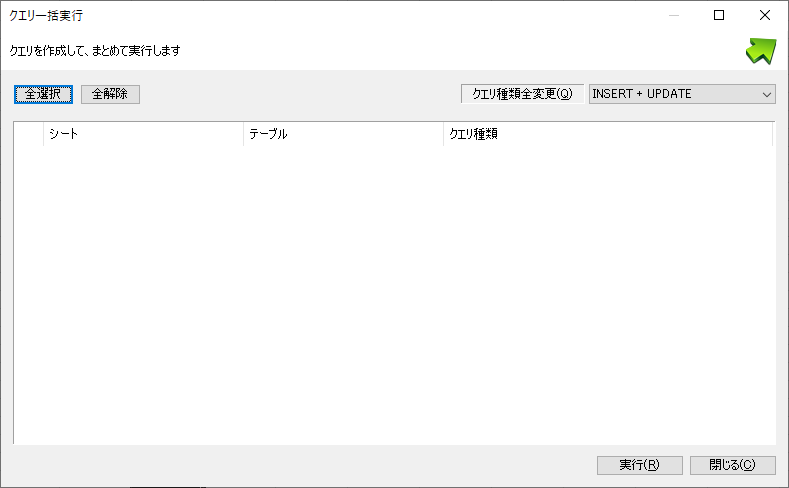 クエリ一括実行
クエリを作成して、まとめて実行します
全選択 全解除 クエリ種類全変更(Q) INSERT + UPDATE
シート テーブル クエリ種類
実行(R) 閉じる(C)